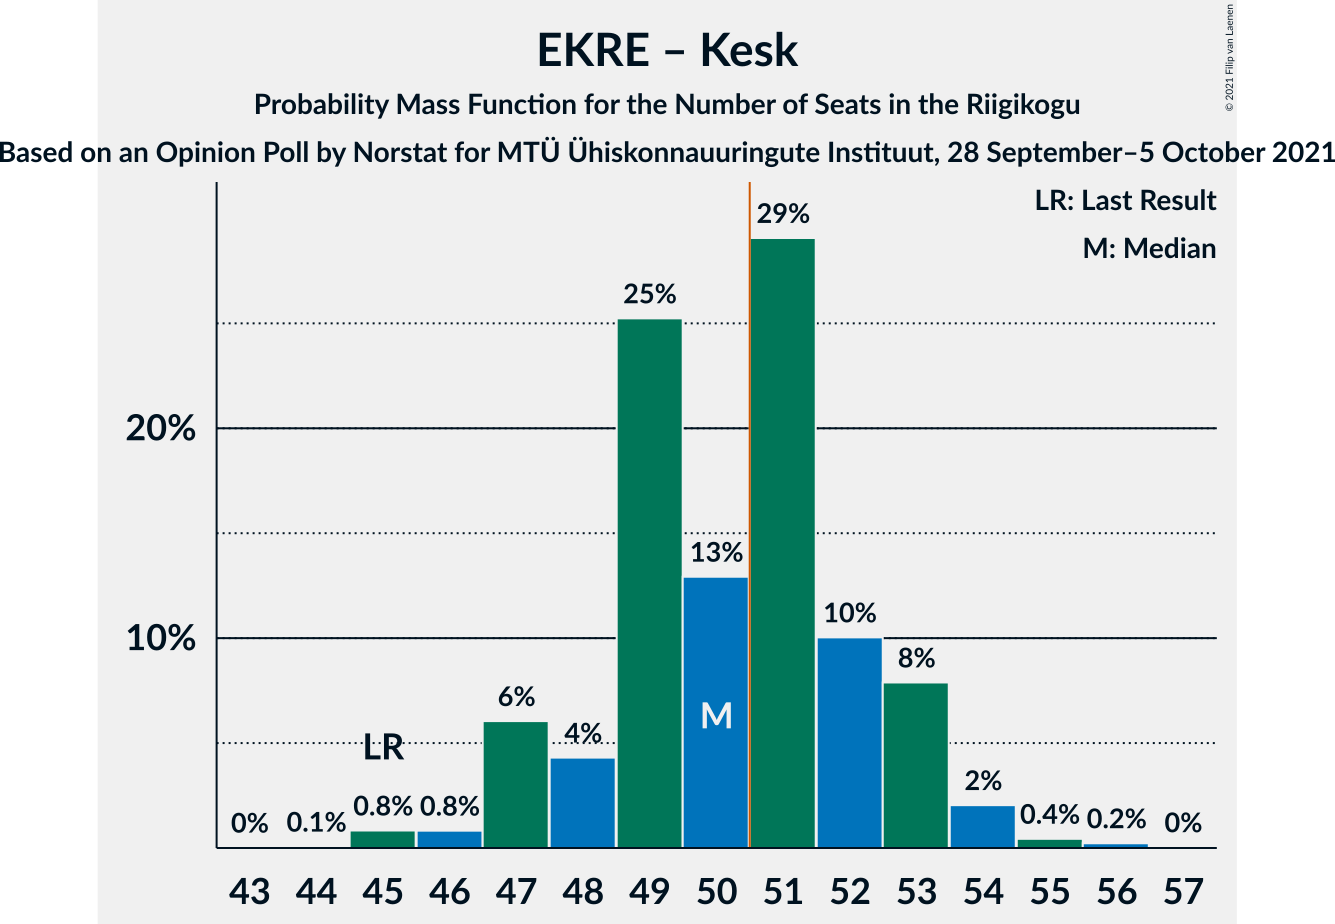 EKRE – Kesk
Probability Mass Function for the Number of Seats in the Riigikogu
Based on an Opinion Poll by Norstat for MTÜ Ühiskonnauuringute Instituut, 28 September–5 October 2021
© 2021 Filip van Laenen
LR: Last Result
M: Median
29%
25%
20%
13%
10%
10%
8%
6%
4%
M
LR
2%
0% 0.1% 0.8% 0.8% 0.4% 0.2% 0%
43 44 45 46 47 48 49 50 51 52 53 54 55 56 57